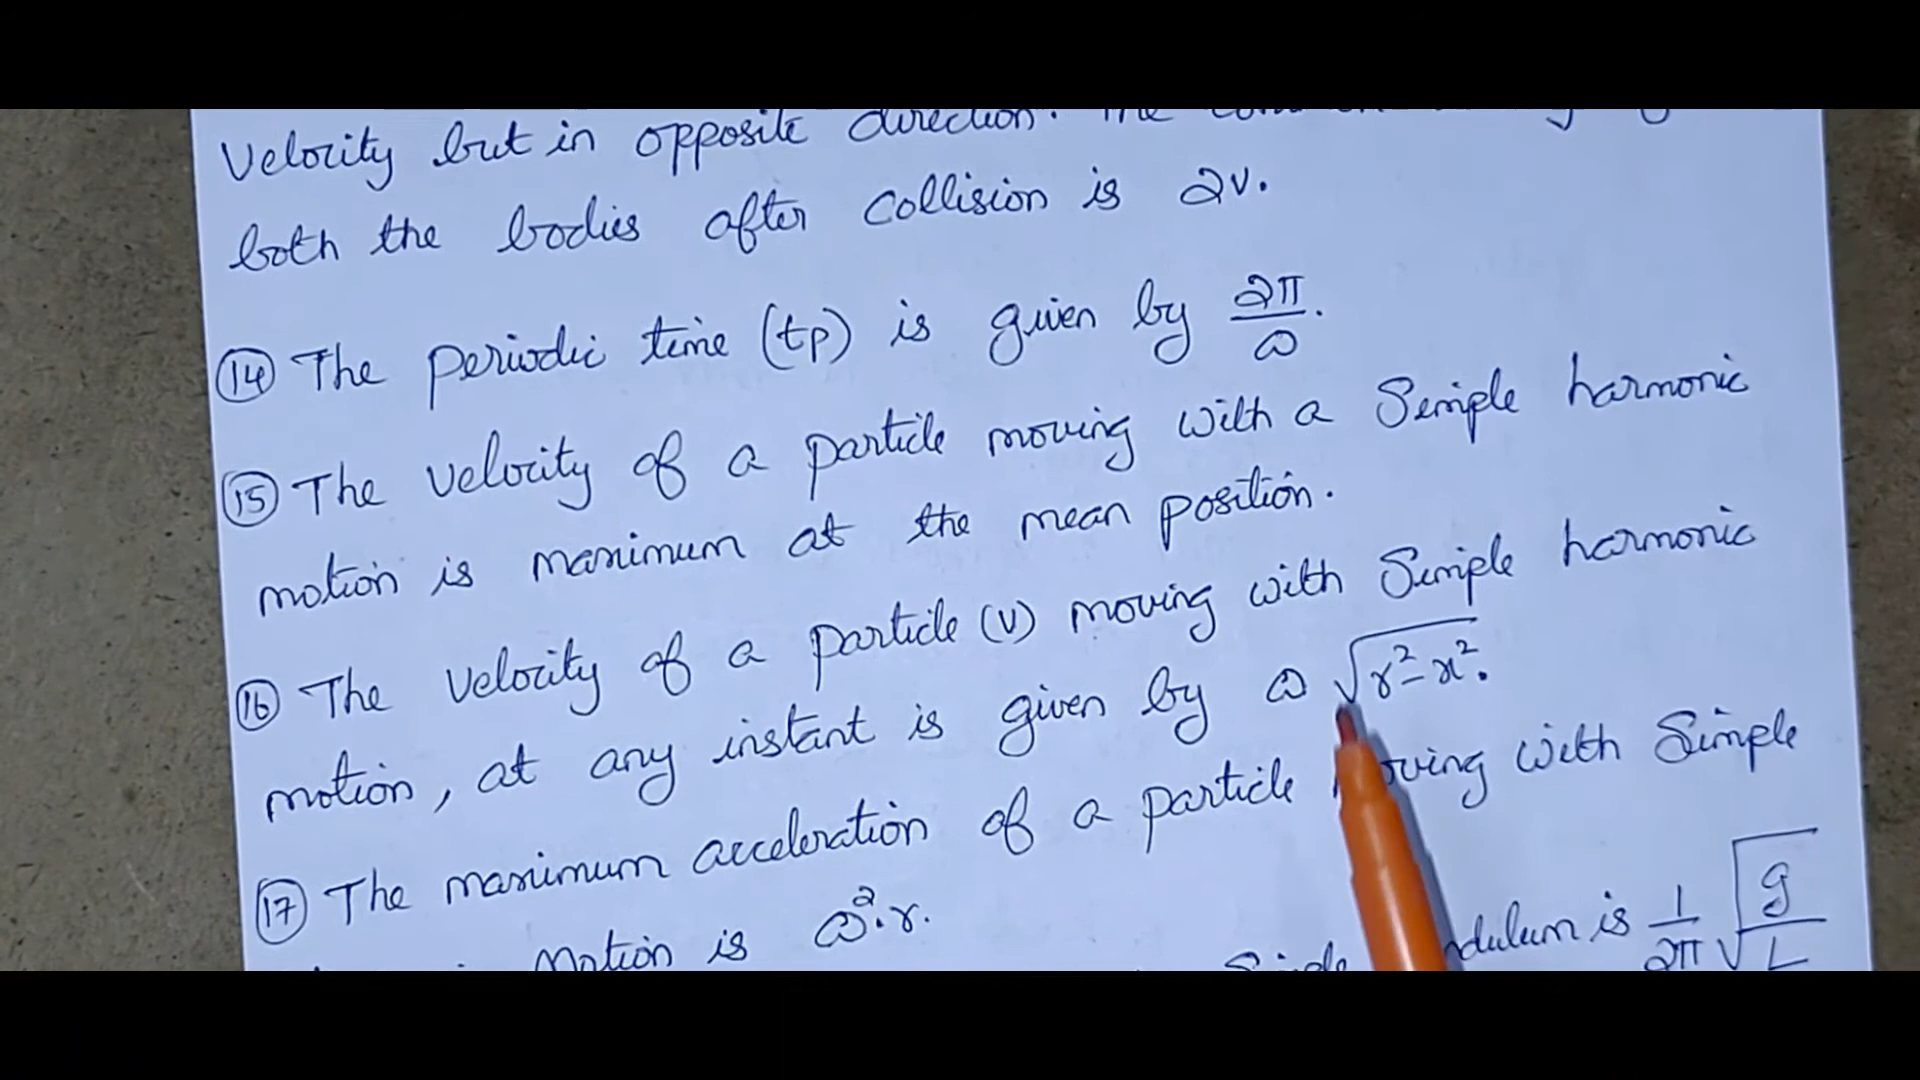 Velocity but in opposite direction. The
both the bodies after collision is 2v.
(14) The periodic time (tp) is given by 2π/ω.
(15) The velocity of a particle moving with a Simple harmonic
motion is maximum at the mean position.
(16) The velocity of a particle (v) moving with Simple harmonic
motion, at any instant is given by ω √(r²-x²).
(17) The maximum acceleration of a particle moving with Simple
Motion is ω².r.
Simple dulum is 1/2π √(g/L)